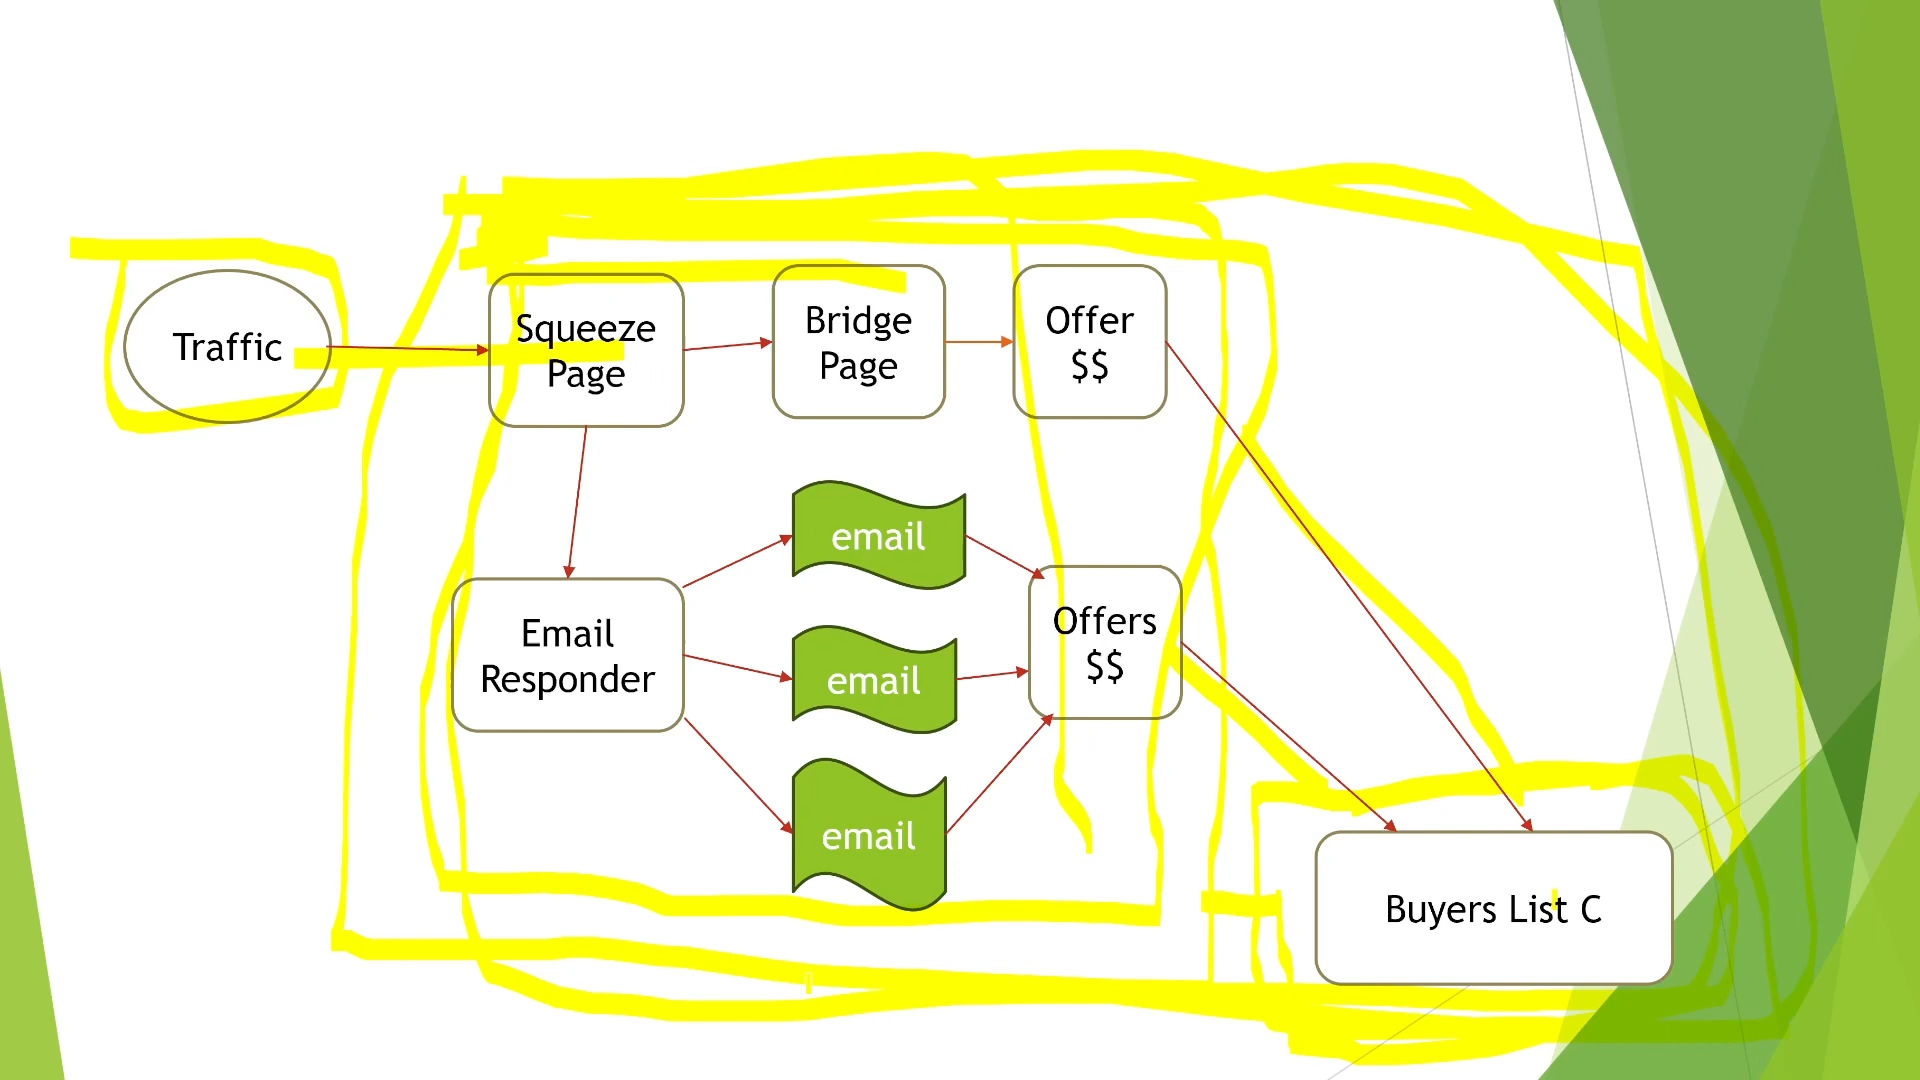 Traffic
Squeeze
Page
Bridge
Page
Offer
$$
email
Email
Responder
email
Offers
$$
email
Buyers List C